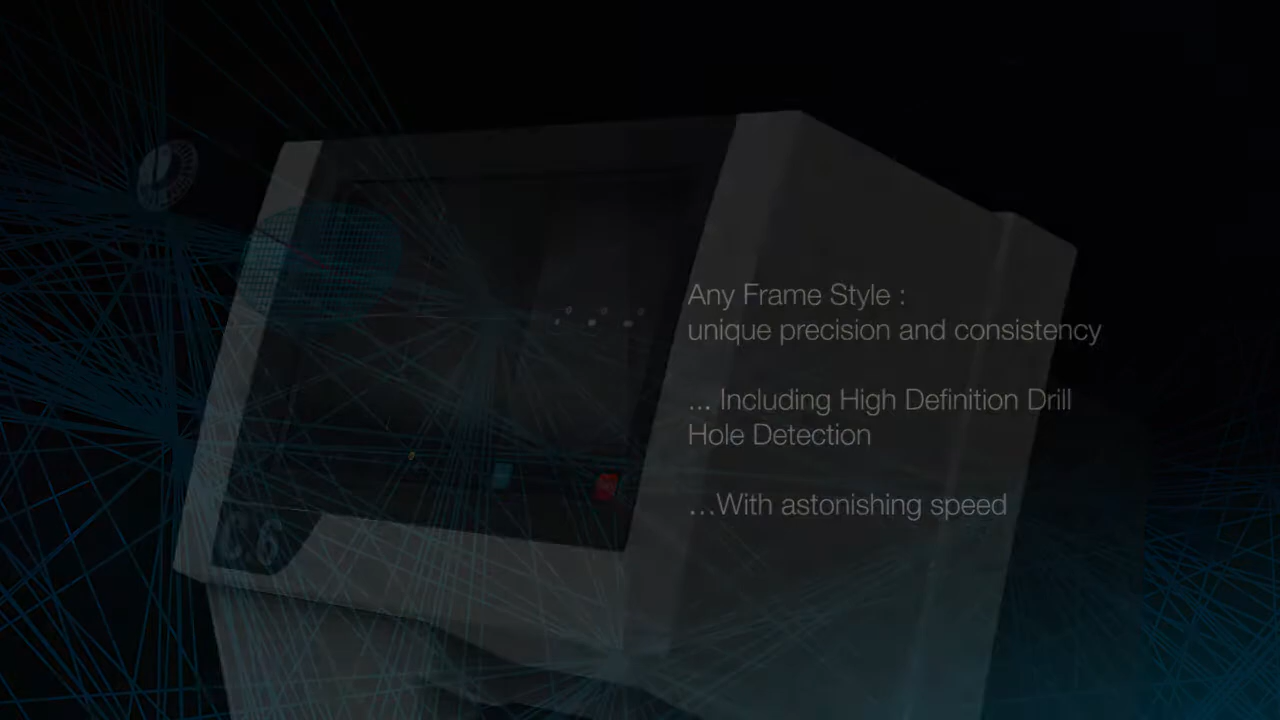 Any Frame Style :
unique precision and consistency
... Including High Definition Drill
Hole Detection
...With astonishing speed